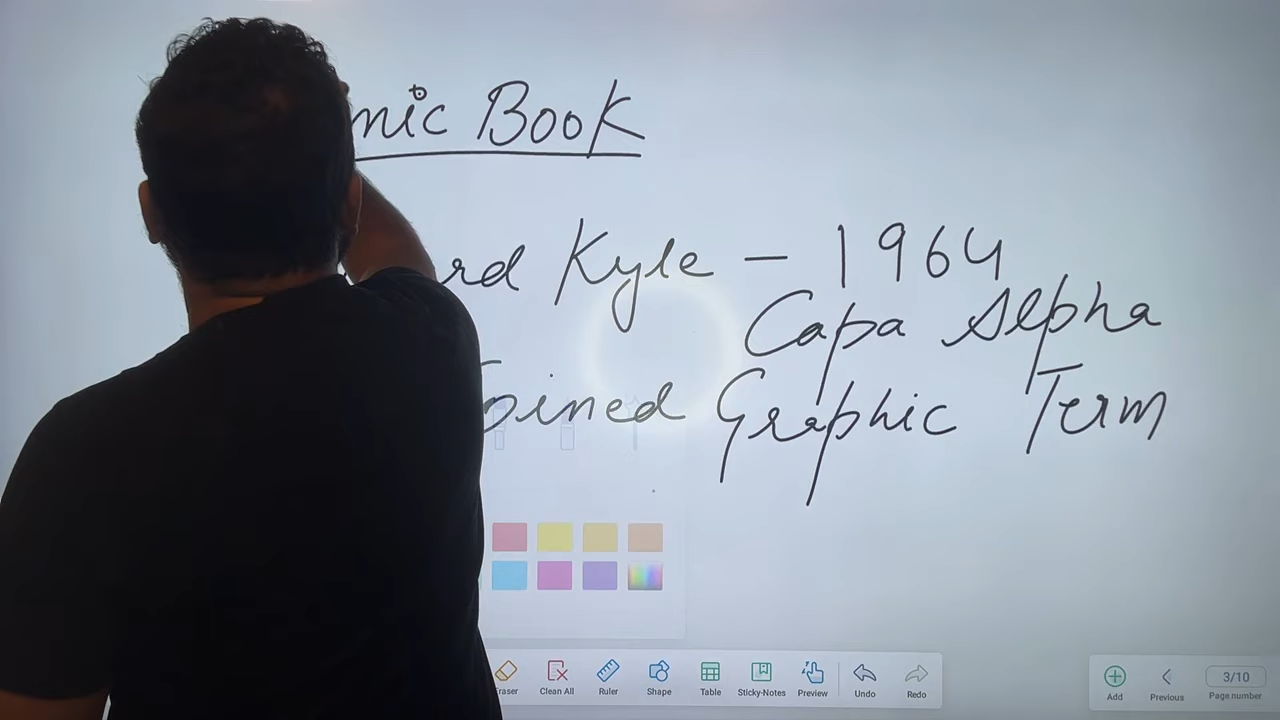 mic Book
rd Kyle - 1964
Capa Alpha
oined Graphic Term
Eraser Clean All Ruler Shape Table Sticky-Notes Preview Undo Redo
Add Previous 3/10 Page number